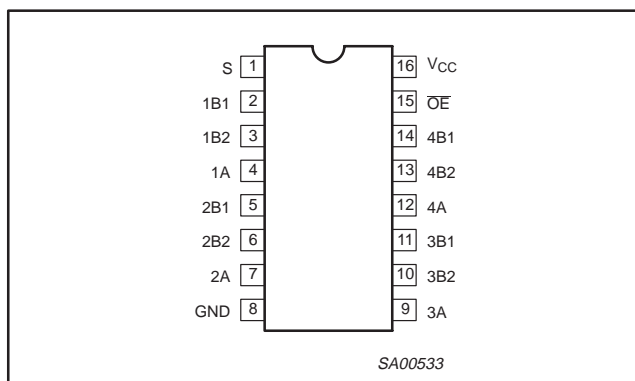 S 1 16 VCC
1B1 2 15 OE
1B2 3 14 4B1
1A 4 13 4B2
2B1 5 12 4A
2B2 6 11 3B1
2A 7 10 3B2
GND 8 9 3A
SA00533